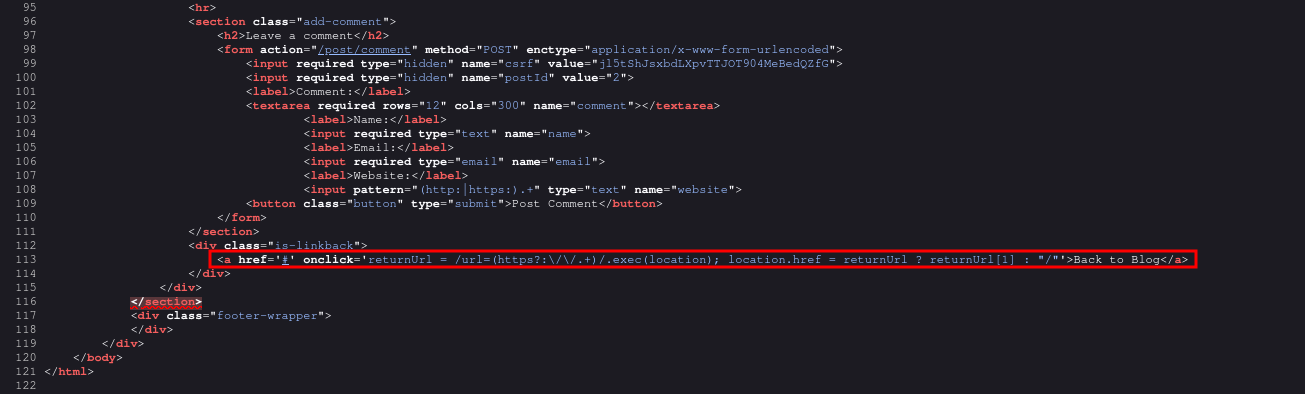 95 <hr>
96 <section class="add-comment">
97 <h2>Leave a comment</h2>
98 <form action="/post/comment" method="POST" enctype="application/x-www-form-urlencoded">
99 <input required type="hidden" name="csrf" value="jl5tShJsxbdLXpvTTJOT904MeBedQZfG">
100 <input required type="hidden" name="postId" value="2">
101 <label>Comment:</label>
102 <textarea required rows="12" cols="300" name="comment"></textarea>
103 <label>Name:</label>
104 <input required type="text" name="name">
105 <label>Email:</label>
106 <input required type="email" name="email">
107 <label>Website:</label>
108 <input pattern="(http:|https:).+" type="text" name="website">
109 <button class="button" type="submit">Post Comment</button>
110 </form>
111 </section>
112 <div class="is-linkback">
113 <a href='#' onclick='returnUrl = /url=(https?:\/\/.+)/.exec(location); location.href = returnUrl ? returnUrl[1] : "/"'>Back to Blog</a>
114 </div>
115 </div>
116 </section>
117 <div class="footer-wrapper">
118 </div>
119 </div>
120 </body>
121 </html>
122